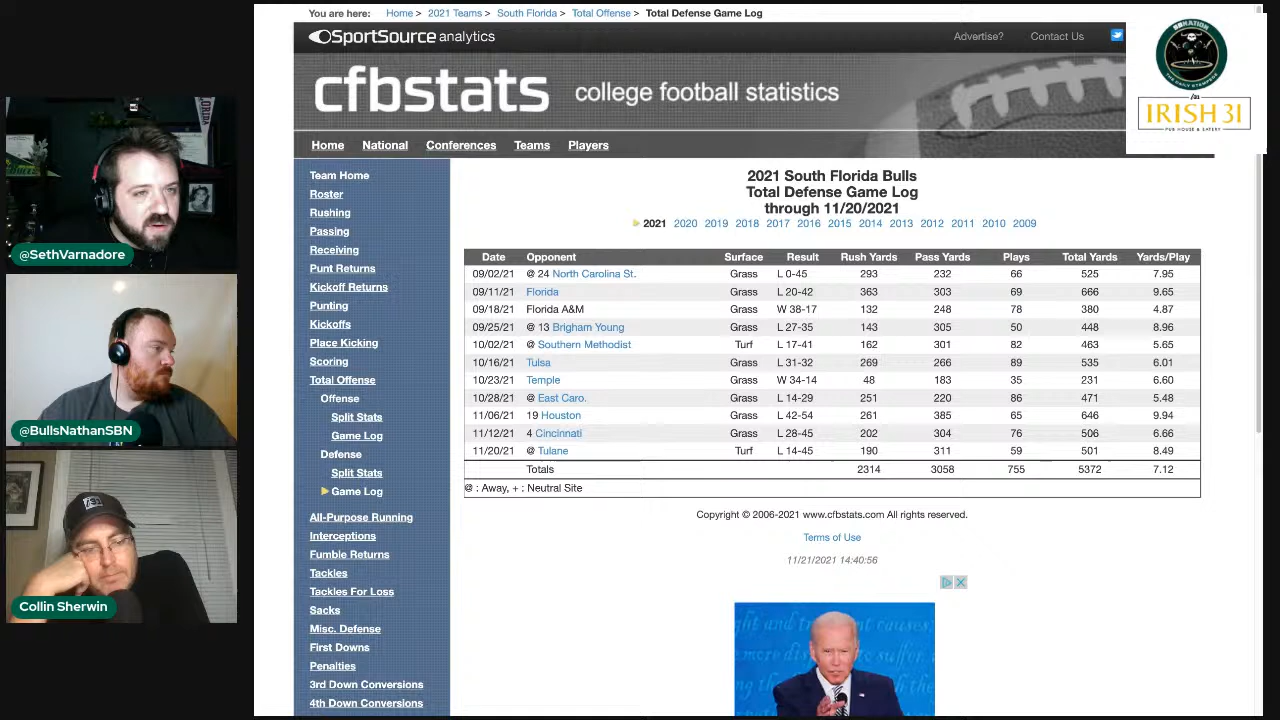 You are here: Home > 2021 Teams > South Florida > Total Offense > Total Defense Game Log
SportSource analytics
Advertise? Contact Us
cfbstats college football statistics
Home National Conferences Teams Players
SBNATION
THE DAILY STAMPEDE
/31
IRISH 31
PUB HOUSE & EATERY
@SethVarnadore
@BullsNathanSBN
Collin Sherwin
Team Home
Roster
Rushing
Passing
Receiving
Punt Returns
Kickoff Returns
Punting
Kickoffs
Place Kicking
Scoring
Total Offense
Offense
Split Stats
Game Log
Defense
Split Stats
Game Log
All-Purpose Running
Interceptions
Fumble Returns
Tackles
Tackles For Loss
Sacks
Misc. Defense
First Downs
Penalties
3rd Down Conversions
4th Down Conversions
2021 South Florida Bulls
Total Defense Game Log
through 11/20/2021
2021 2020 2019 2018 2017 2016 2015 2014 2013 2012 2011 2010 2009
Date Opponent Surface Result Rush Yards Pass Yards Plays Total Yards Yards/Play
09/02/21 @ 24 North Carolina St. Grass L 0-45 293 232 66 525 7.95
09/11/21 Florida Grass L 20-42 363 303 69 666 9.65
09/18/21 Florida A&M Grass W 38-17 132 248 78 380 4.87
09/25/21 @ 13 Brigham Young Grass L 27-35 143 305 50 448 8.96
10/02/21 @ Southern Methodist Turf L 17-41 162 301 82 463 5.65
10/16/21 Tulsa Grass L 31-32 269 266 89 535 6.01
10/23/21 Temple Grass W 34-14 48 183 35 231 6.60
10/28/21 @ East Caro. Grass L 14-29 251 220 86 471 5.48
11/06/21 19 Houston Grass L 42-54 261 385 65 646 9.94
11/12/21 4 Cincinnati Grass L 28-45 202 304 76 506 6.66
11/20/21 @ Tulane Turf L 14-45 190 311 59 501 8.49
Totals 2314 3058 755 5372 7.12
@ : Away, + : Neutral Site
Copyright © 2006-2021 www.cfbstats.com All rights reserved.
Terms of Use
11/21/2021 14:40:56